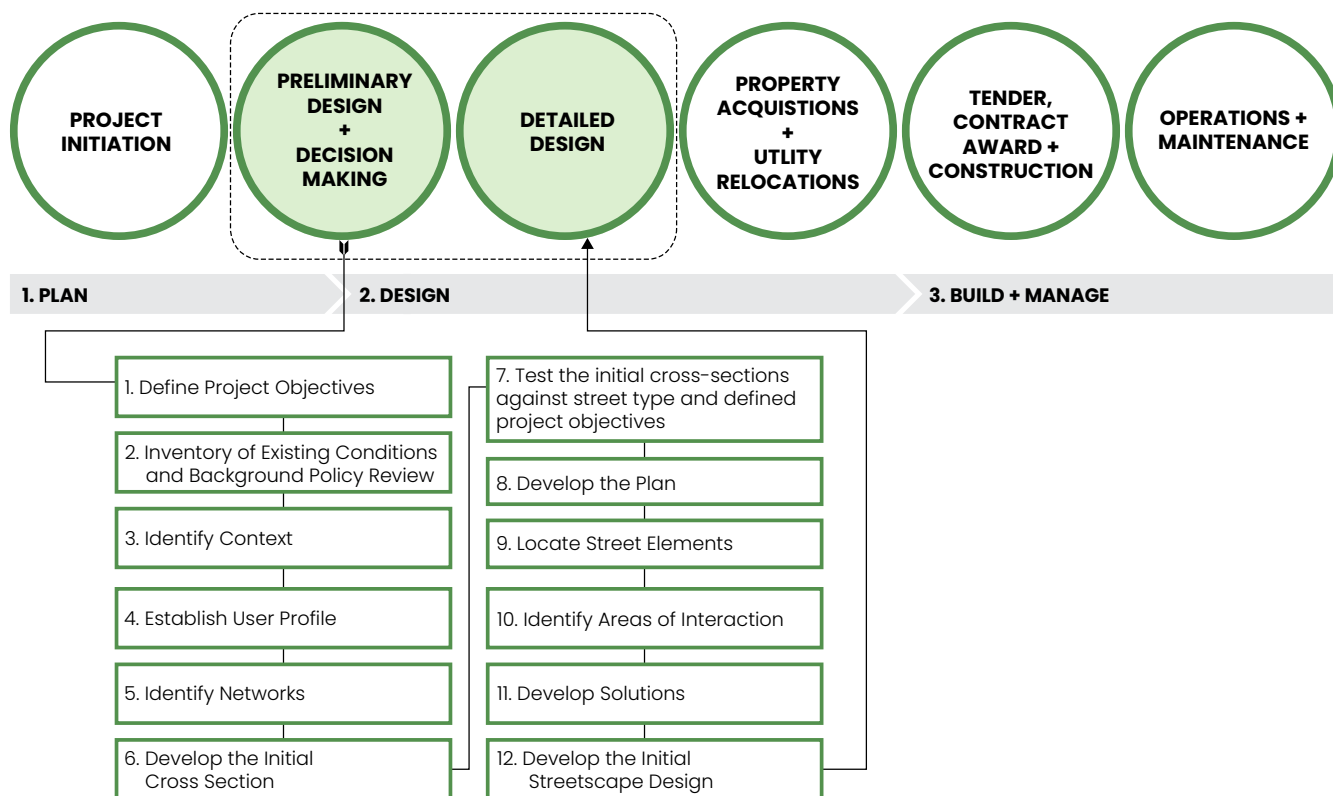 PROJECT
INITIATION
PRELIMINARY
DESIGN
+
DECISION
MAKING
DETAILED
DESIGN
PROPERTY
ACQUISTIONS
+
UTLITY
RELOCATIONS
TENDER,
CONTRACT
AWARD +
CONSTRUCTION
OPERATIONS +
MAINTENANCE
1. PLAN
2. DESIGN
3. BUILD + MANAGE
1. Define Project Objectives
2. Inventory of Existing Conditions
and Background Policy Review
3. Identify Context
4. Establish User Profile
5. Identify Networks
6. Develop the Initial
Cross Section
7. Test the initial cross-sections
against street type and defined
project objectives
8. Develop the Plan
9. Locate Street Elements
10. Identify Areas of Interaction
11. Develop Solutions
12. Develop the Initial
Streetscape Design